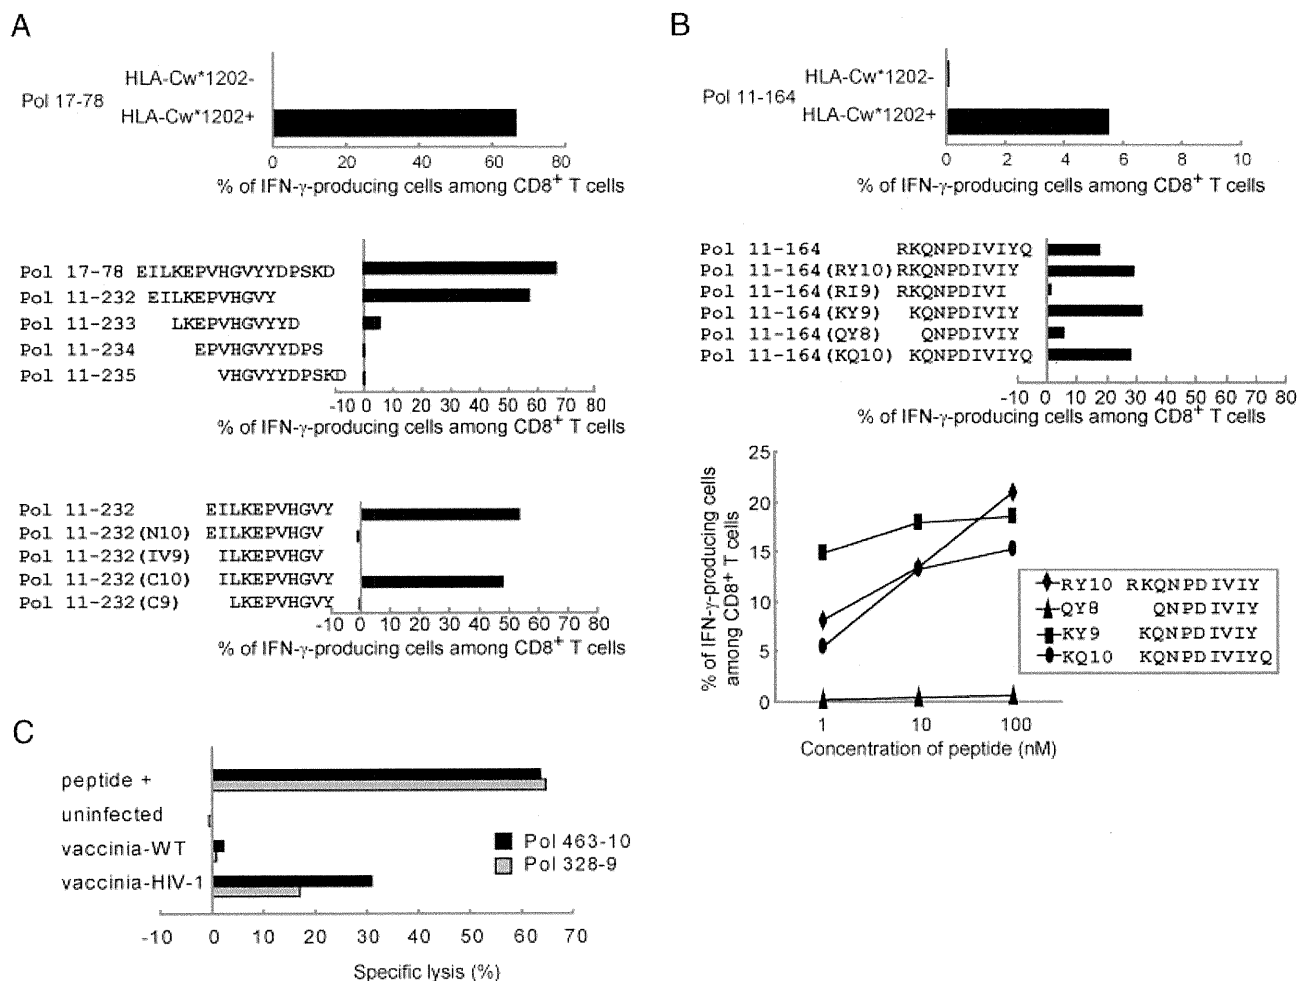 A
HLA-Cw*1202-
Pol 17-78
HLA-Cw*1202+
0 20 40 60 80
% of IFN-γ-producing cells among CD8+ T cells
Pol 17-78 EILKEPVHGVYYDPSKD
Pol 11-232 EILKEPVHGVY
Pol 11-233 LKEPVHGVYYD
Pol 11-234 EPVHGVYYDPS
Pol 11-235 VHGVYYDPSKD
-10 0 10 20 30 40 50 60 70 80
% of IFN-γ-producing cells among CD8+ T cells
Pol 11-232 EILKEPVHGVY
Pol 11-232(N10) EILKEPVHGV
Pol 11-232(IV9) ILKEPVHGV
Pol 11-232(C10) ILKEPVHGVY
Pol 11-232(C9) LKEPVHGVY
-10 0 10 20 30 40 50 60 70 80
% of IFN-γ-producing cells among CD8+ T cells
B
HLA-Cw*1202-
Pol 11-164
HLA-Cw*1202+
0 2 4 6 8 10
% of IFN-γ-producing cells among CD8+ T cells
Pol 11-164 RKQNPDIVIYQ
Pol 11-164(RY10) RKQNPDIVIY
Pol 11-164(RI9) RKQNPDIVI
Pol 11-164(KY9) KQNPDIVIY
Pol 11-164(QY8) QNPDIVIY
Pol 11-164(KQ10) KQNPDIVIYQ
-10 0 10 20 30 40 50 60 70 80
% of IFN-γ-producing cells among CD8+ T cells
% of IFN-γ-producing cells
among CD8+ T cells
25
20
15
10
5
0
1 10 100
Concentration of peptide (nM)
RY10 RKQNPDIVIY
QY8 QNPDIVIY
KY9 KQNPDIVIY
KQ10 KQNPDIVIYQ
C
peptide +
uninfected
vaccinia-WT
vaccinia-HIV-1
Pol 463-10
Pol 328-9
-10 0 10 20 30 40 50 60 70
Specific lysis (%)